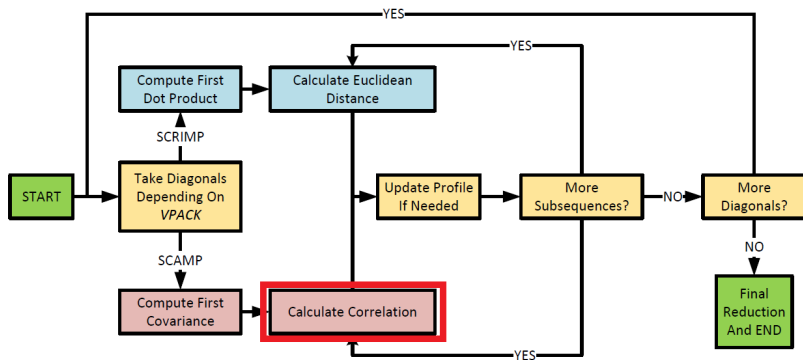 YES
YES
Compute First
Dot Product
Calculate Euclidean
Distance
SCRIMP
START
Take Diagonals
Depending On
VPACK
Update Profile
If Needed
More
Subsequences?
NO
More
Diagonals?
SCAMP
NO
Compute First
Covariance
Calculate Correlation
Final
Reduction
And END
YES